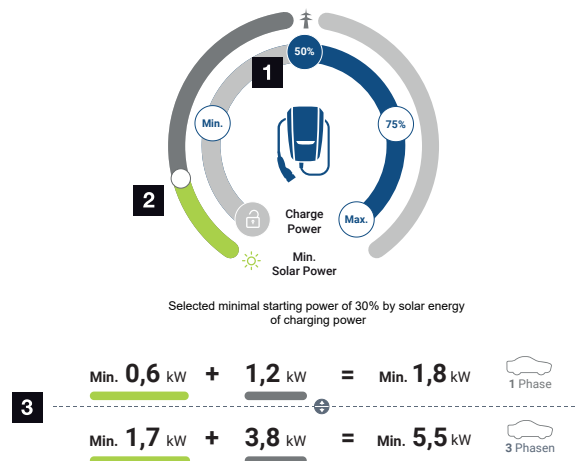 50%
1
Min.
75%
2
Charge
Power
Max.
Min.
Solar Power
Selected minimal starting power of 30% by solar energy
of charging power
Min. 0,6 kW + 1,2 kW = Min. 1,8 kW
1 Phase
3
Min. 1,7 kW + 3,8 kW = Min. 5,5 kW
3 Phasen